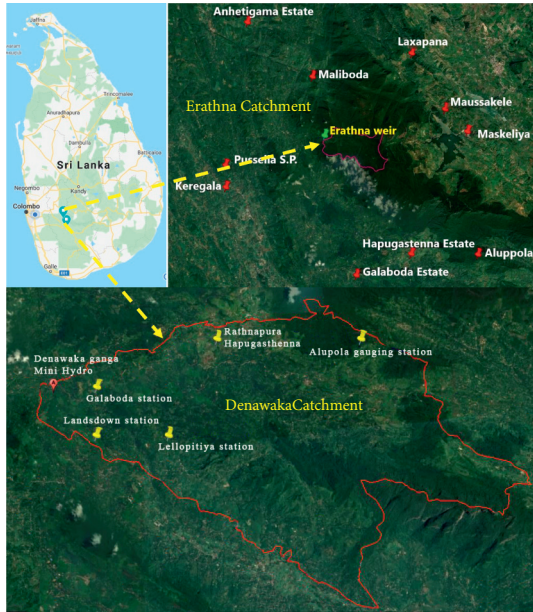 Jaffna
Trincomalee
Anuradhapura
Dambulla
Batticaloa
Sri Lanka
Negombo
Kandy
Colombo
Galle
Anhetigama Estate
Laxapana
Maliboda
Erathna Catchment
Maussakele
Erathna weir
Maskeliya
Pussella S.P.
Keregala
Hapugastenna Estate
Aluppola
Galaboda Estate
Rathnapura
Hapugasthenna
Alupola gauging station
Denawaka ganga
Mini Hydro
Galaboda station
DenawakaCatchment
Landsdown station
Lellopitiya station